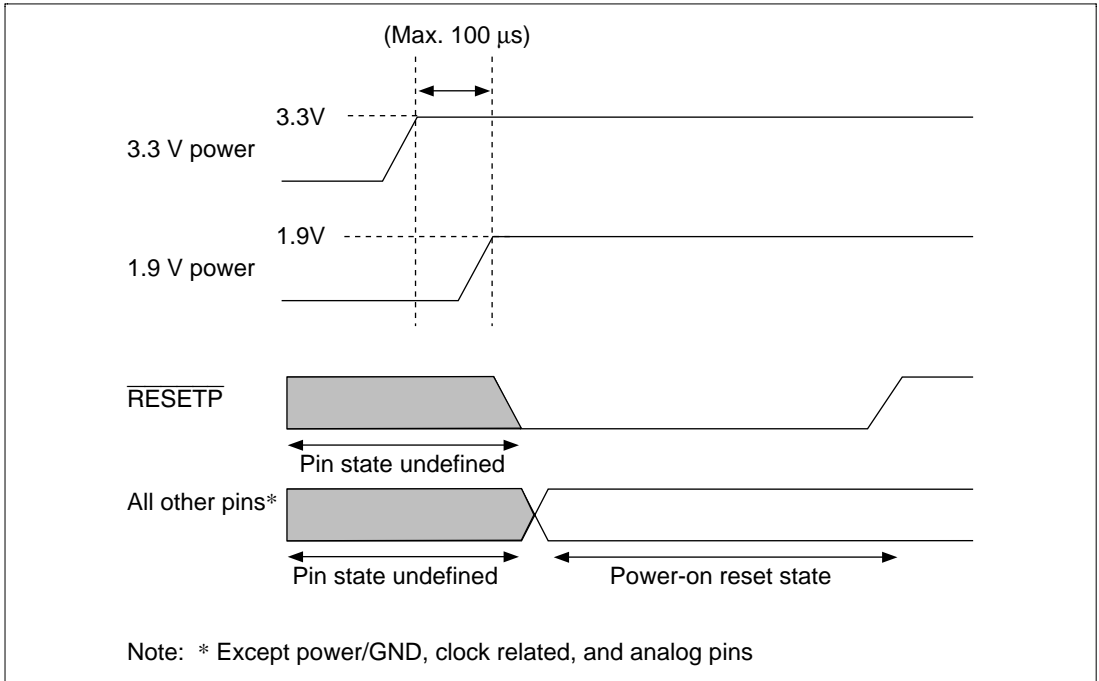 (Max. 100 μs)
3.3V
3.3 V power
1.9V
1.9 V power
RESETP
Pin state undefined
All other pins*
Pin state undefined
Power-on reset state
Note: * Except power/GND, clock related, and analog pins